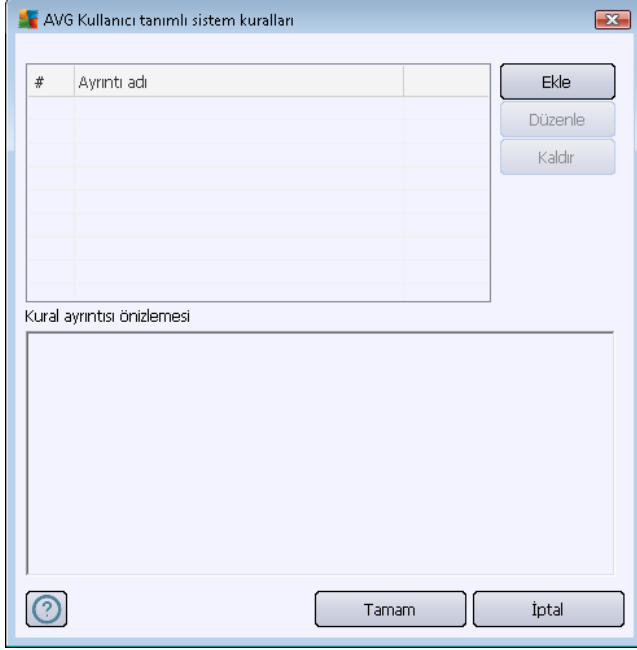 AVG Kullanıcı tanımlı sistem kuralları
# Ayrıntı adı
Ekle
Düzenle
Kaldır
Kural ayrıntısı önizlemesi
?
Tamam
İptal